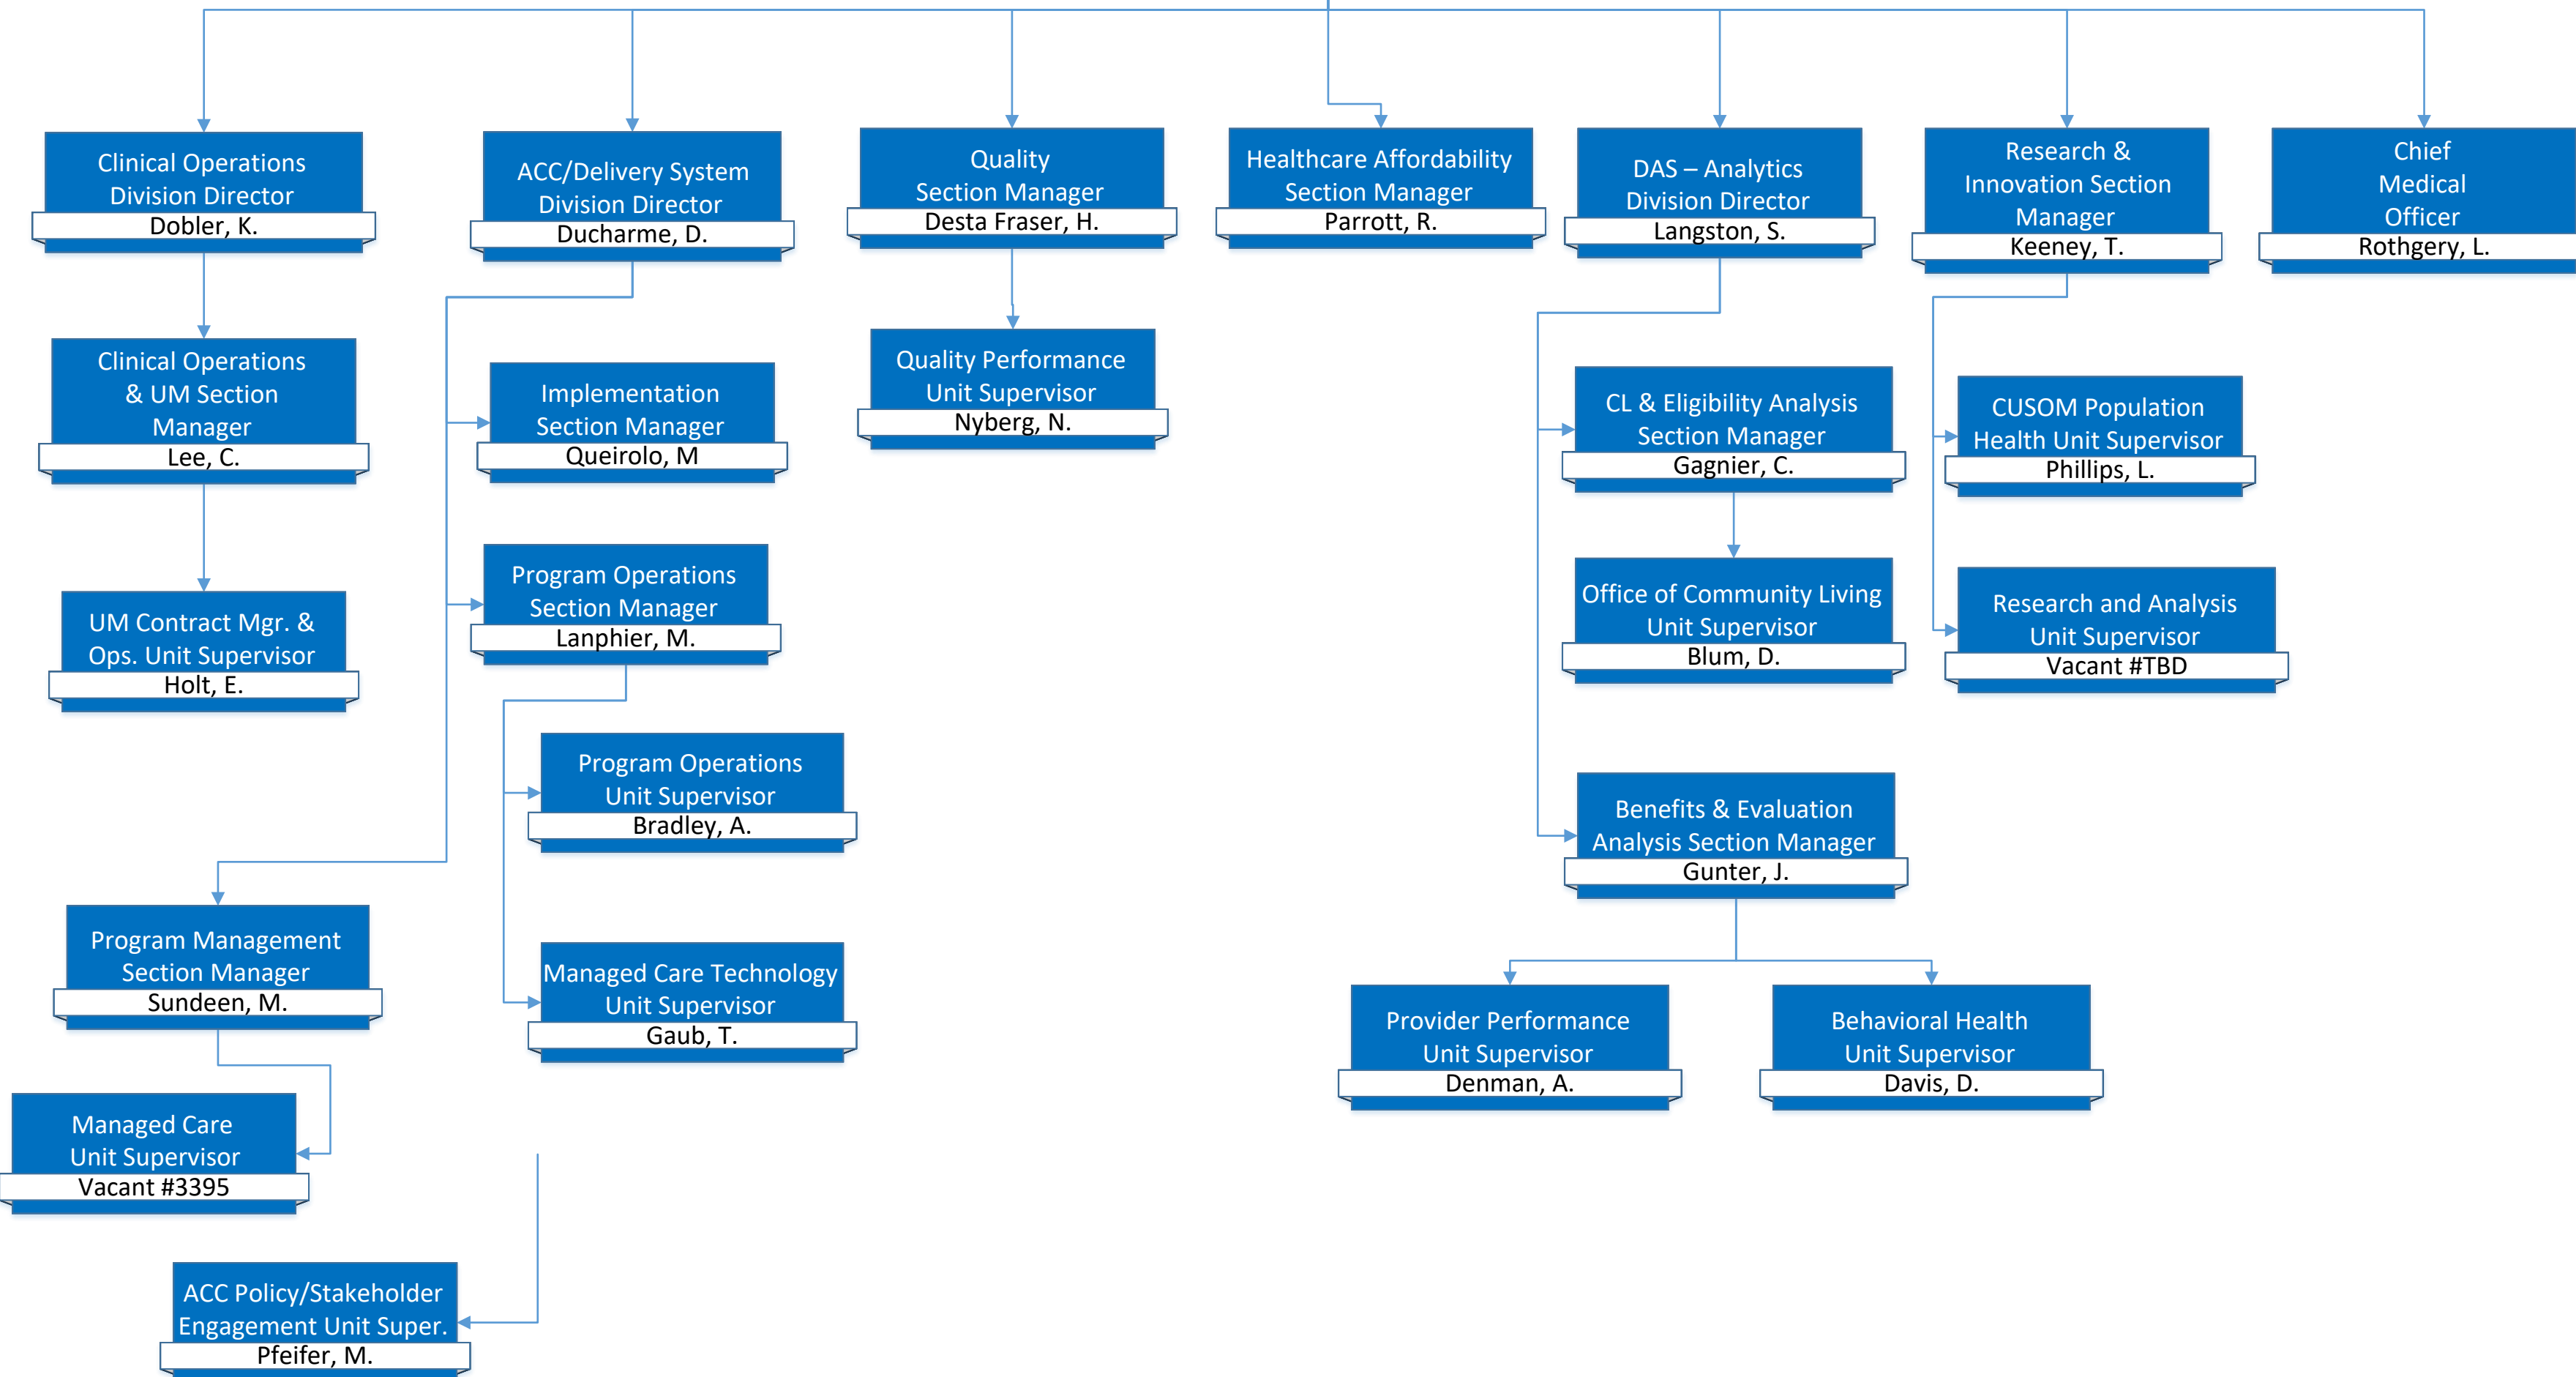 Clinical Operations
Division Director
Dobler, K.
ACC/Delivery System
Division Director
Ducharme, D.
Quality
Section Manager
Desta Fraser, H.
Healthcare Affordability
Section Manager
Parrott, R.
DAS – Analytics
Division Director
Langston, S.
Research &
Innovation Section
Manager
Keeney, T.
Chief
Medical
Officer
Rothgery, L.
Clinical Operations
& UM Section
Manager
Lee, C.
Implementation
Section Manager
Queirolo, M
Quality Performance
Unit Supervisor
Nyberg, N.
CL & Eligibility Analysis
Section Manager
Gagnier, C.
CUSOM Population
Health Unit Supervisor
Phillips, L.
UM Contract Mgr. &
Ops. Unit Supervisor
Holt, E.
Program Operations
Section Manager
Lanphier, M.
Office of Community Living
Unit Supervisor
Blum, D.
Research and Analysis
Unit Supervisor
Vacant #TBD
Program Operations
Unit Supervisor
Bradley, A.
Benefits & Evaluation
Analysis Section Manager
Gunter, J.
Program Management
Section Manager
Sundeen, M.
Managed Care Technology
Unit Supervisor
Gaub, T.
Provider Performance
Unit Supervisor
Denman, A.
Behavioral Health
Unit Supervisor
Davis, D.
Managed Care
Unit Supervisor
Vacant #3395
ACC Policy/Stakeholder
Engagement Unit Super.
Pfeifer, M.